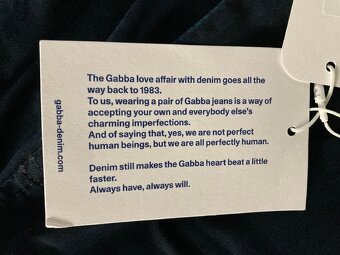 The Gabba love affair with denim goes all the
way back to 1983.
To us, wearing a pair of Gabba jeans is a way of
accepting your own and everybody else's
charming imperfections.
And of saying that, yes, we are not perfect
human beings, but we are all perfectly human.
Denim still makes the Gabba heart beat a little
faster.
Always have, always will.
gabba-denim.com